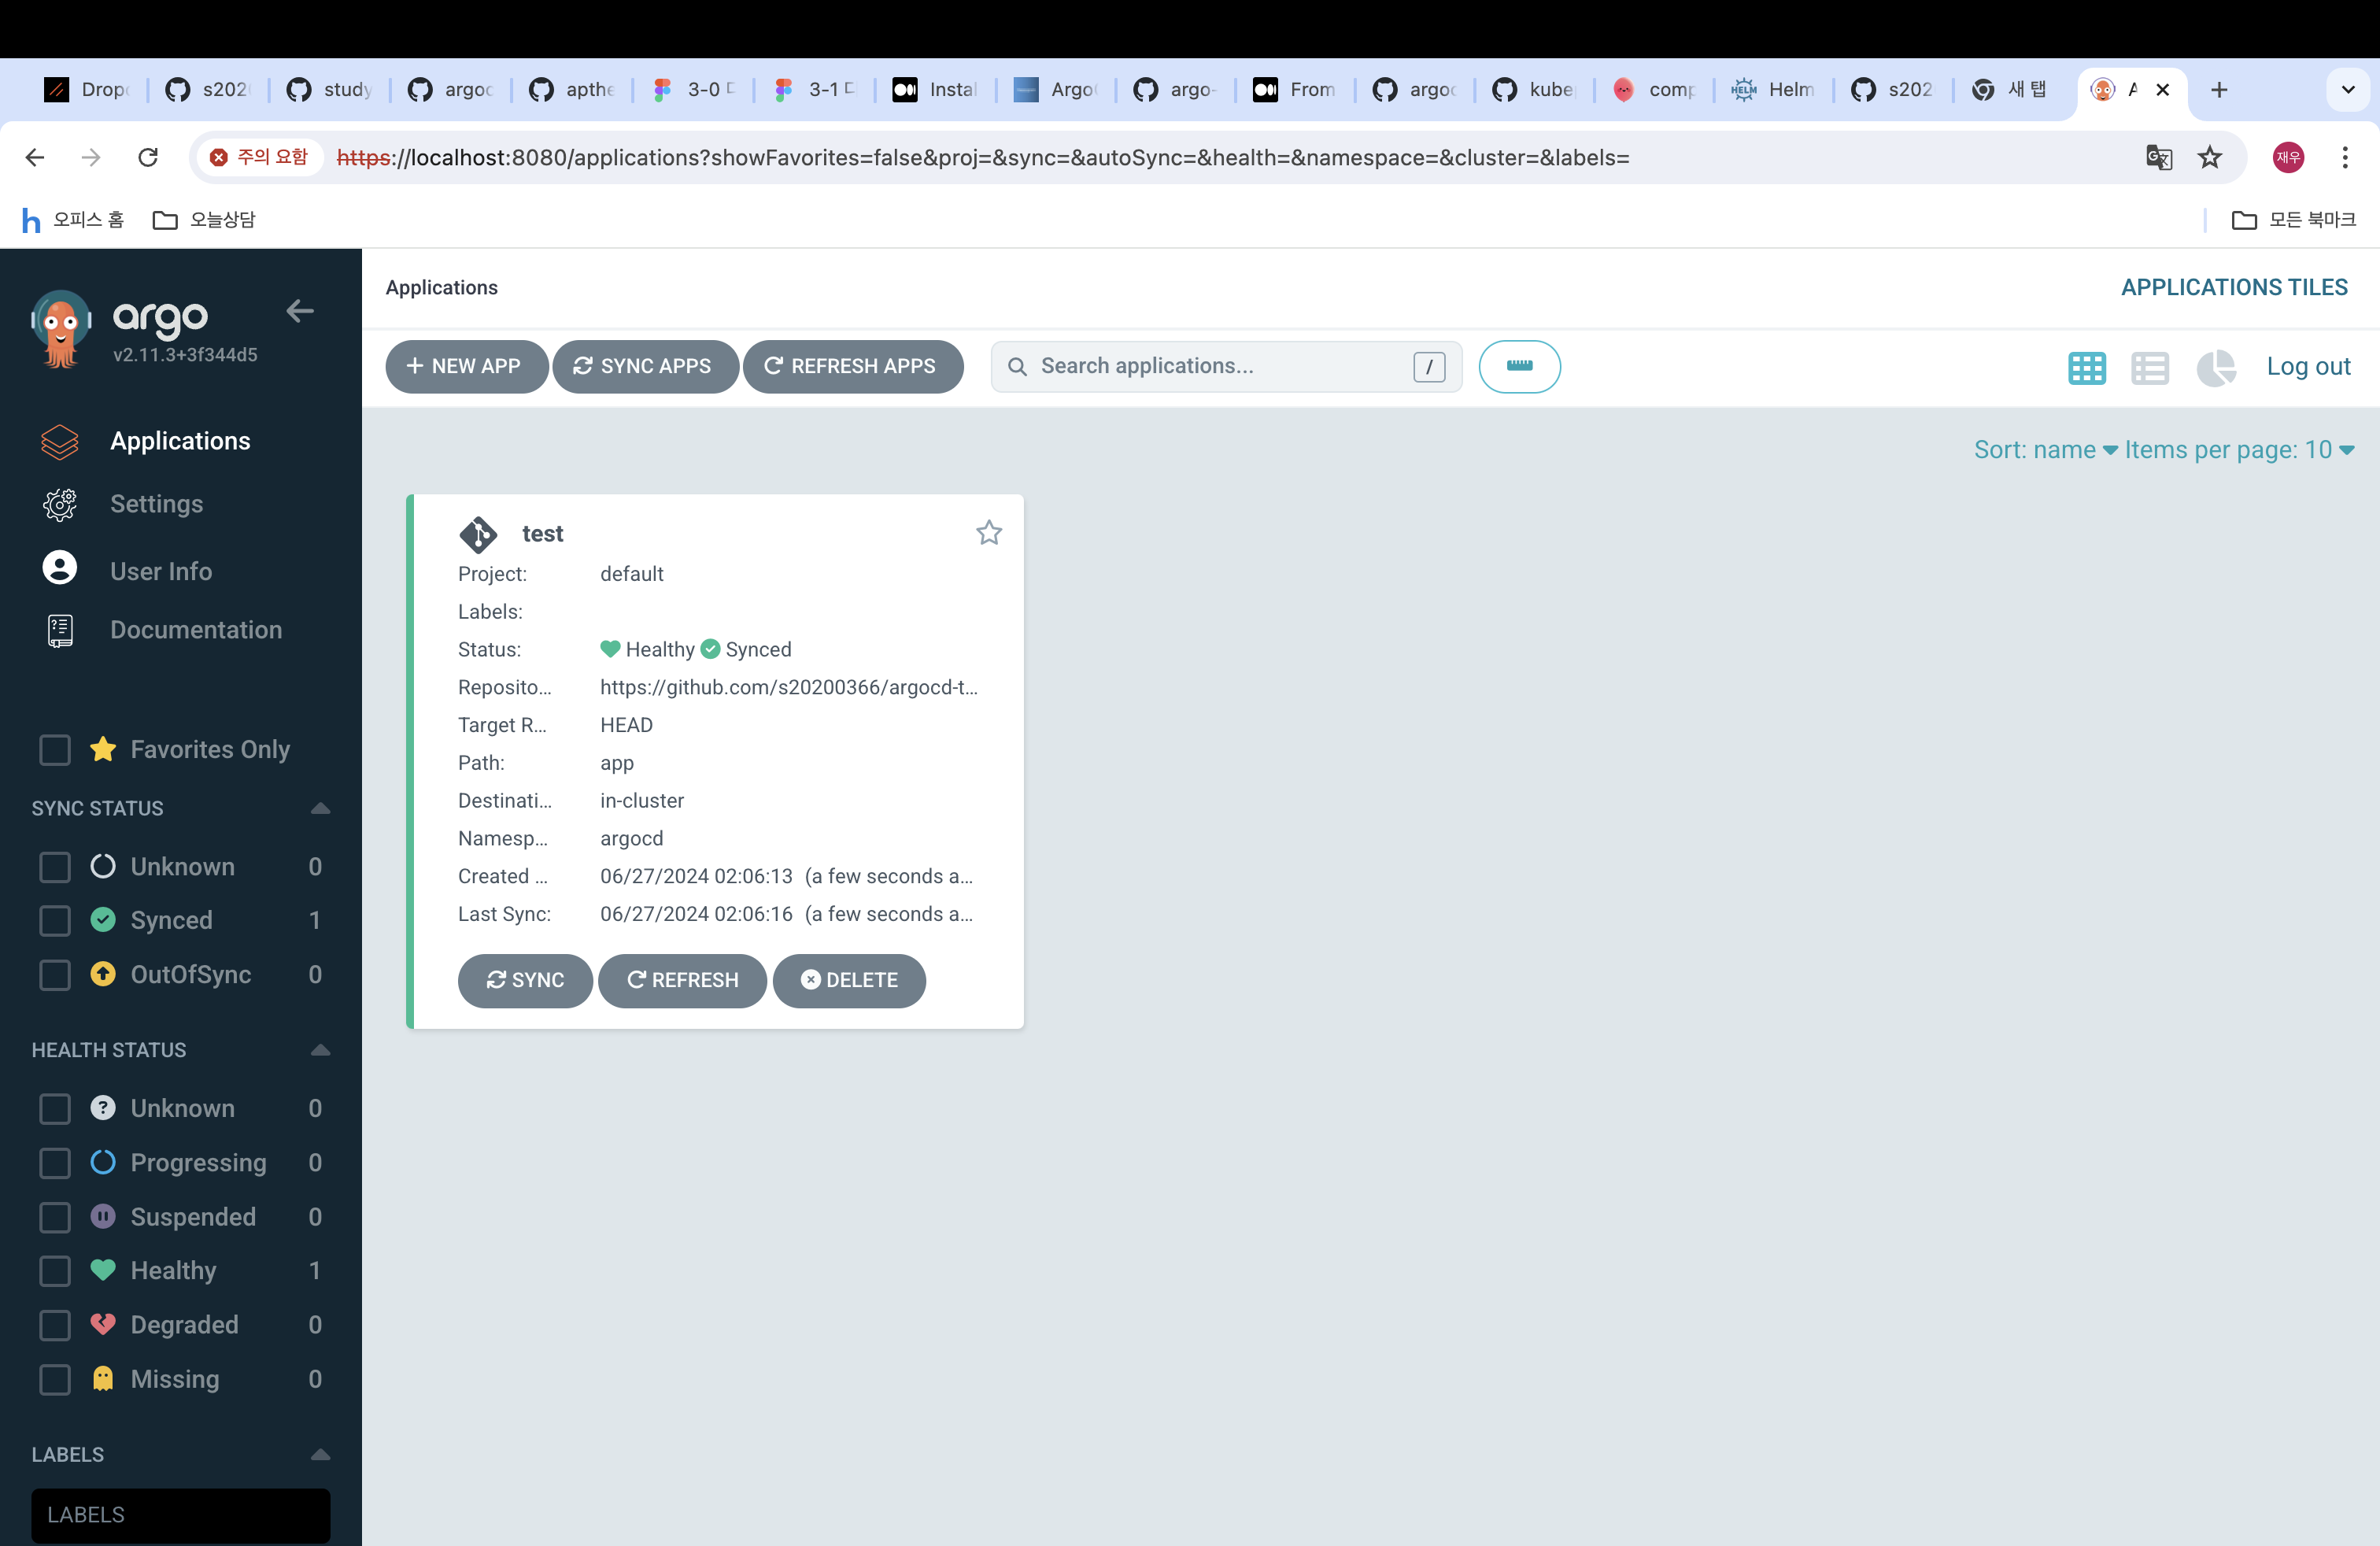 Drop
s202
study
argoc
apthe
3-0
3-1
Instal
Argo
argo-
From
argoc
kube
comp
HELM Helm
s202
새 탭
A
주의 요함 https://localhost:8080/applications?showFavorites=false&proj=&sync=&autoSync=&health=&namespace=&cluster=&labels=
재우
h 오피스 홈
오늘상담
모든 북마크
argo
v2.11.3+3f344d5
Applications
Settings
User Info
Documentation
Favorites Only
SYNC STATUS
Unknown 0
Synced 1
OutOfSync 0
HEALTH STATUS
Unknown 0
Progressing 0
Suspended 0
Healthy 1
Degraded 0
Missing 0
LABELS
LABELS
Applications
APPLICATIONS TILES
NEW APP
SYNC APPS
REFRESH APPS
Search applications... /
Log out
Sort: name Items per page: 10
test
Project: default
Labels:
Status: Healthy Synced
Reposito... https://github.com/s20200366/argocd-t...
Target R... HEAD
Path: app
Destinati... in-cluster
Namesp... argocd
Created ... 06/27/2024 02:06:13 (a few seconds a...
Last Sync: 06/27/2024 02:06:16 (a few seconds a...
SYNC
REFRESH
DELETE